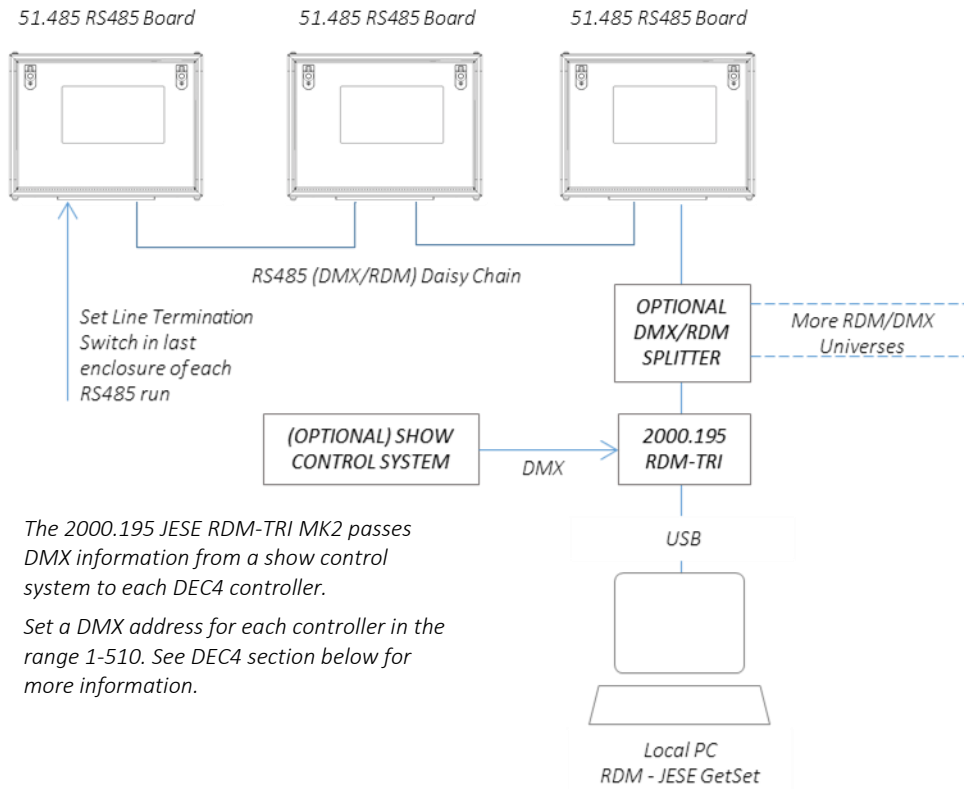 51.485 RS485 Board
51.485 RS485 Board
51.485 RS485 Board
RS485 (DMX/RDM) Daisy Chain
Set Line Termination
Switch in last
enclosure of each
RS485 run
OPTIONAL
DMX/RDM
SPLITTER
More RDM/DMX
Universes
(OPTIONAL) SHOW
CONTROL SYSTEM
DMX
2000.195
RDM-TRI
The 2000.195 JESE RDM-TRI MK2 passes
DMX information from a show control
system to each DEC4 controller.
Set a DMX address for each controller in the
range 1-510. See DEC4 section below for
more information.
USB
Local PC
RDM - JESE GetSet